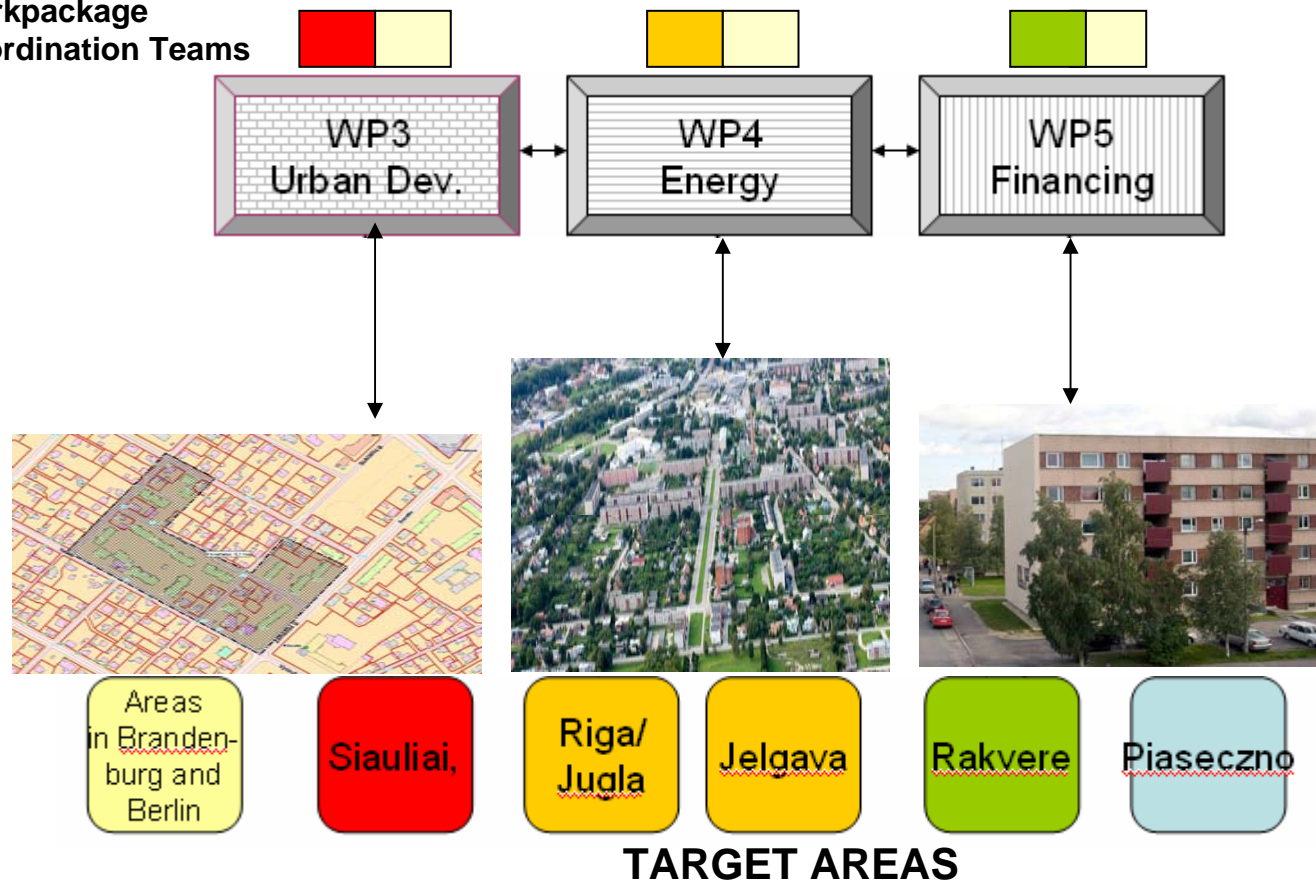 rkpackage
ordination Teams
WP3
Urban Dev.
WP4
Energy
WP5
Financing
Areas
in Branden-
burg and
Berlin
Siauliai,
Riga/
Jugla
Jelgava
Rakvere
Piaseczno
TARGET AREAS